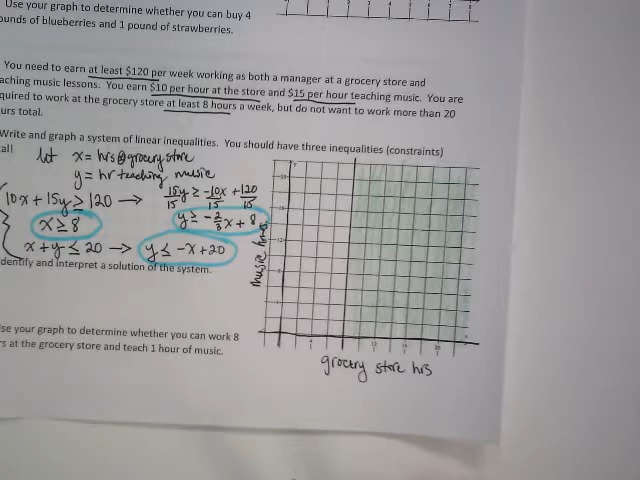 Use your graph to determine whether you can buy 4
ounds of blueberries and 1 pound of strawberries.
You need to earn at least $120 per week working as both a manager at a grocery store and
aching music lessons. You earn $10 per hour at the store and $15 per hour teaching music. You are
quired to work at the grocery store at least 8 hours a week, but do not want to work more than 20
urs total.
Write and graph a system of linear inequalities. You should have three inequalities (constraints)
all
let x = hrs @ grocery store
y = hr teaching music
10x + 15y ≥ 120 → 15y/15 ≥ -10x/15 + 120/15
x ≥ 8 y ≥ -2/3 x + 8
x + y ≤ 20 → y ≤ -x + 20
dentify and interpret a solution of the system.
se your graph to determine whether you can work 8
rs at the grocery store and teach 1 hour of music.
music hrs
grocery store hrs